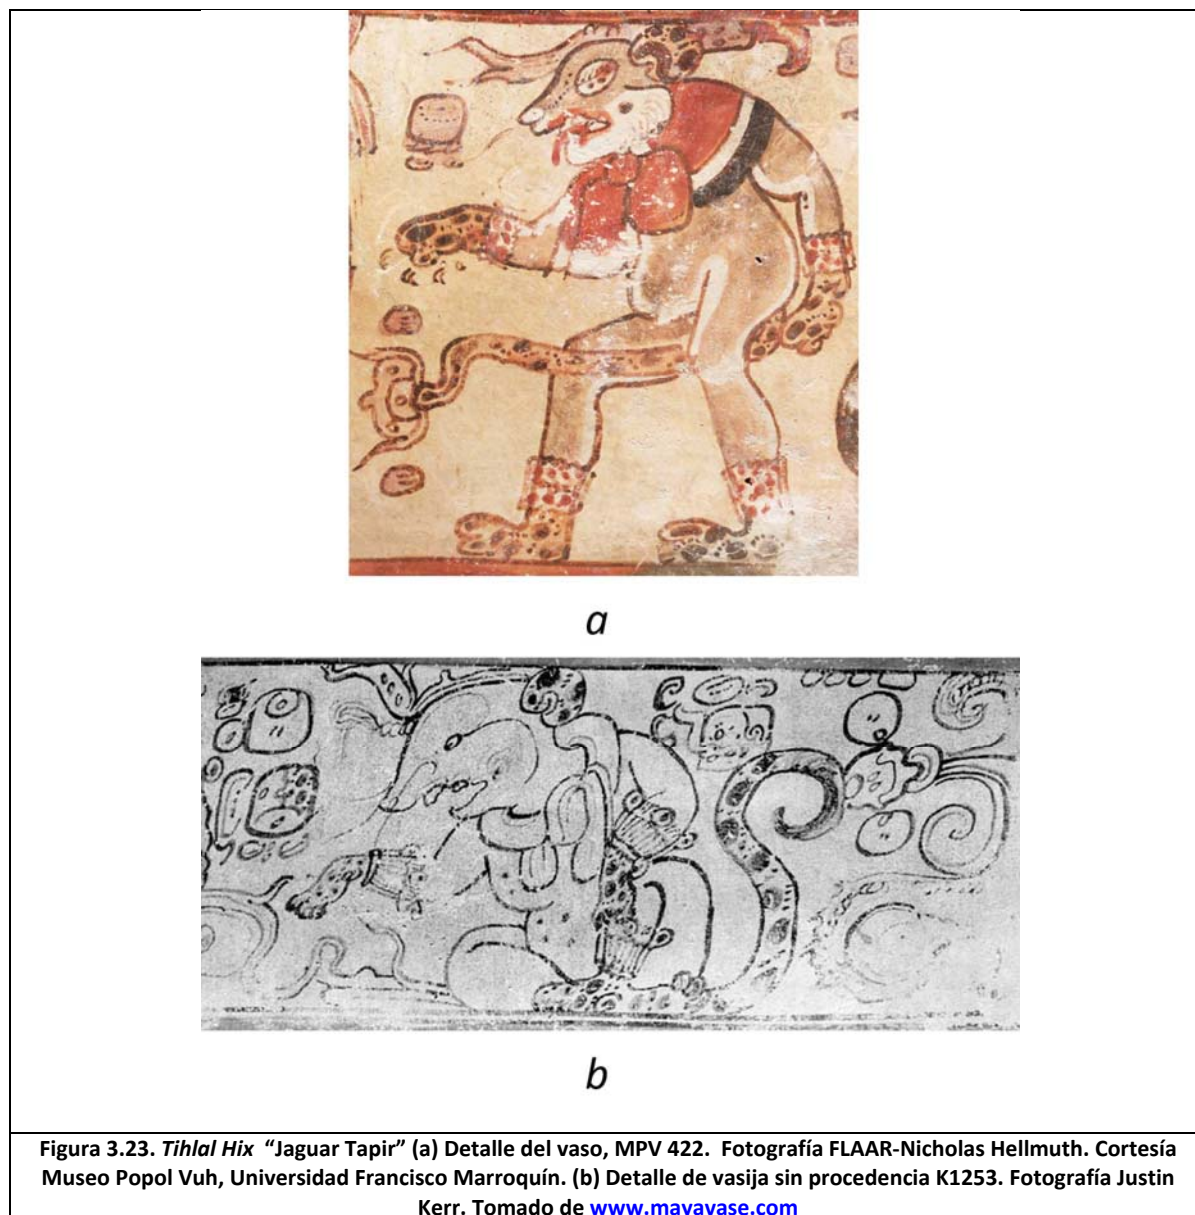 a
b
Figura 3.23. Tihlal Hix “Jaguar Tapir” (a) Detalle del vaso, MPV 422. Fotografía FLAAR-Nicholas Hellmuth. Cortesía
Museo Popol Vuh, Universidad Francisco Marroquín. (b) Detalle de vasija sin procedencia K1253. Fotografía Justin
Kerr. Tomado de www.mayavase.com